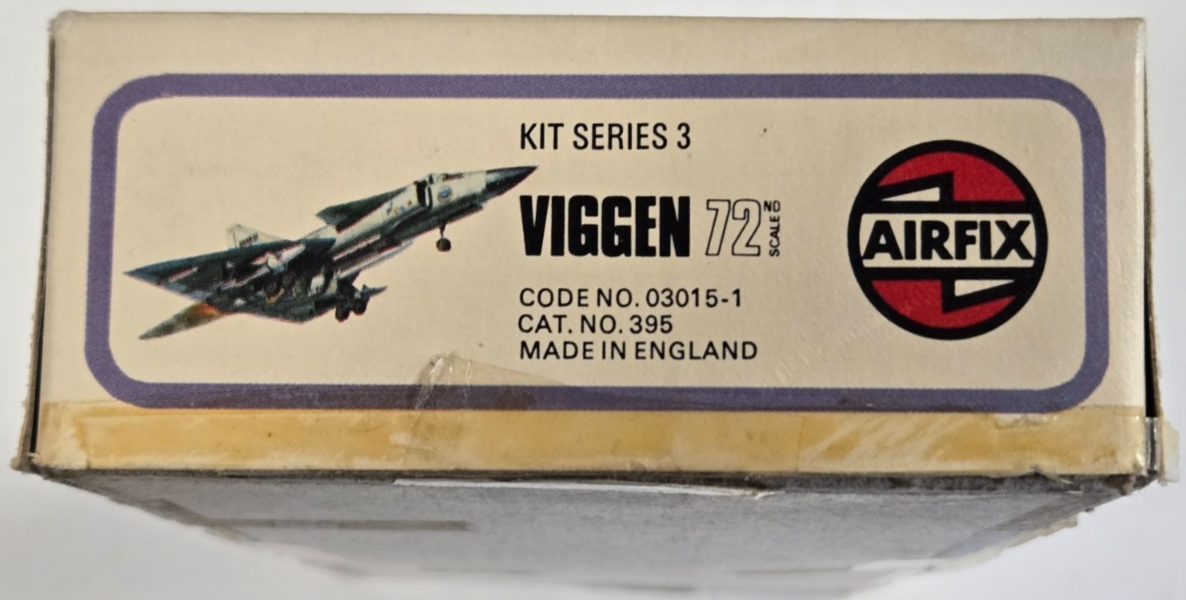 KIT SERIES 3
VIGGEN 72ND SCALE
CODE NO. 03015-1
CAT. NO. 395
MADE IN ENGLAND
AIRFIX